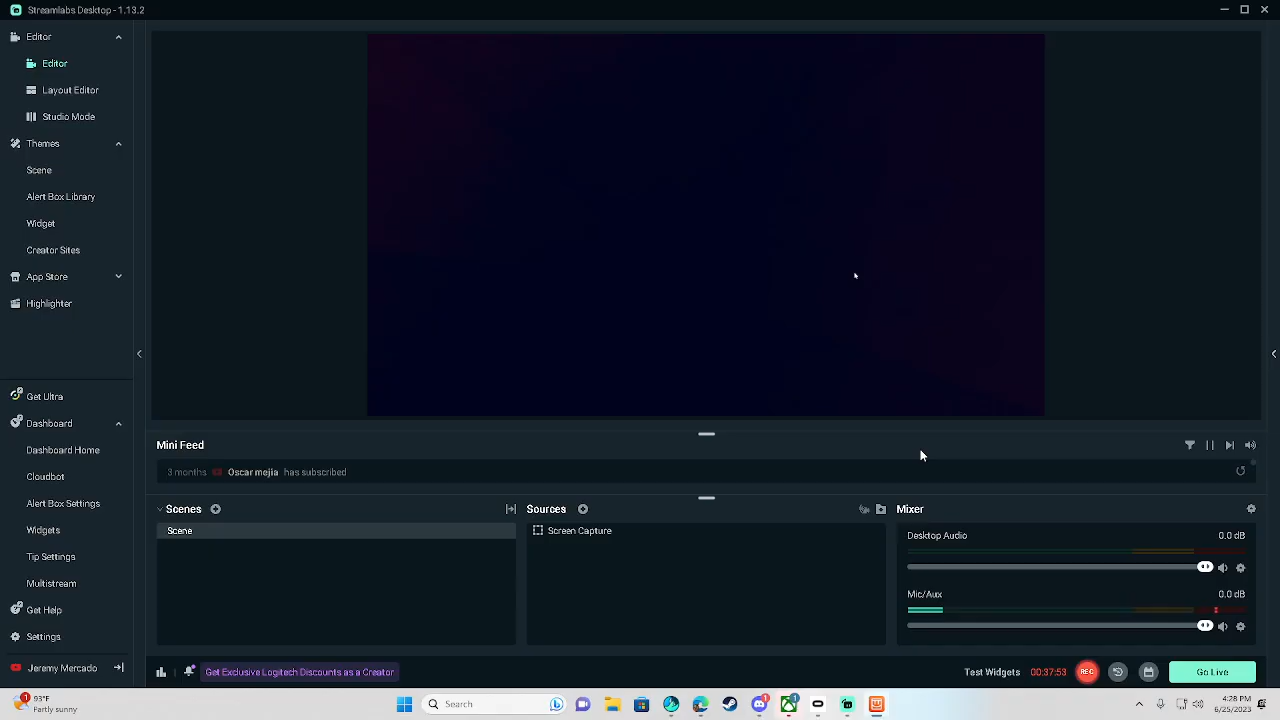 Streamlabs Desktop - 1.13.2
Editor
Editor
Layout Editor
Studio Mode
Themes
Scene
Alert Box Library
Widget
Creator Sites
App Store
Highlighter
Get Ultra
Dashboard
Dashboard Home
Cloudbot
Alert Box Settings
Widgets
Tip Settings
Multistream
Get Help
Settings
Jeremy Mercado
Mini Feed
3 months Oscar mejia has subscribed
Scenes
Scene
Sources
Screen Capture
Mixer
Desktop Audio 0.0 dB
Mic/Aux 0.0 dB
Get Exclusive Logitech Discounts as a Creator
Test Widgets 00:37:53 REC Go Live
1 93°F
Search
1
1
4:28 PM
6/25/2023